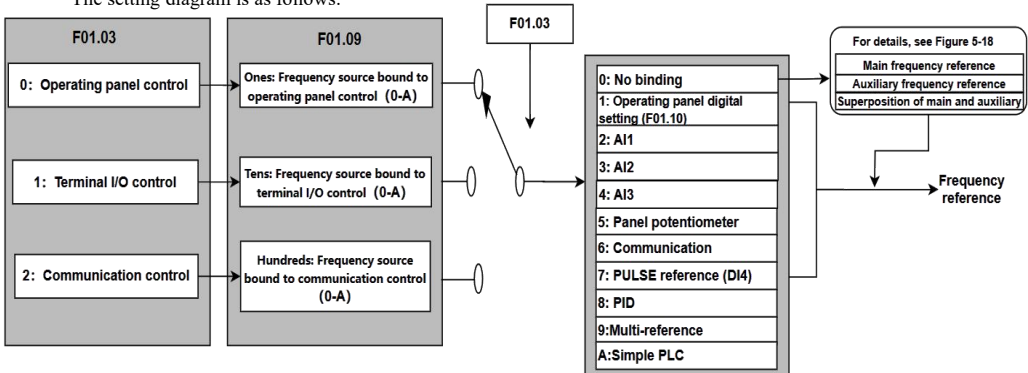 The setting diagram is as follows:
F01.03
0: Operating panel control
1: Terminal I/O control
2: Communication control
F01.09
Ones: Frequency source bound to
operating panel control (0-A)
Tens: Frequency source bound to
terminal I/O control (0-A)
Hundreds: Frequency source
bound to communication control
(0-A)
F01.03
0: No binding
1: Operating panel digital
setting (F01.10)
2: AI1
3: AI2
4: AI3
5: Panel potentiometer
6: Communication
7: PULSE reference (DI4)
8: PID
9:Multi-reference
A:Simple PLC
For details, see Figure 5-18
Main frequency reference
Auxiliary frequency reference
Superposition of main and auxiliary
Frequency
reference